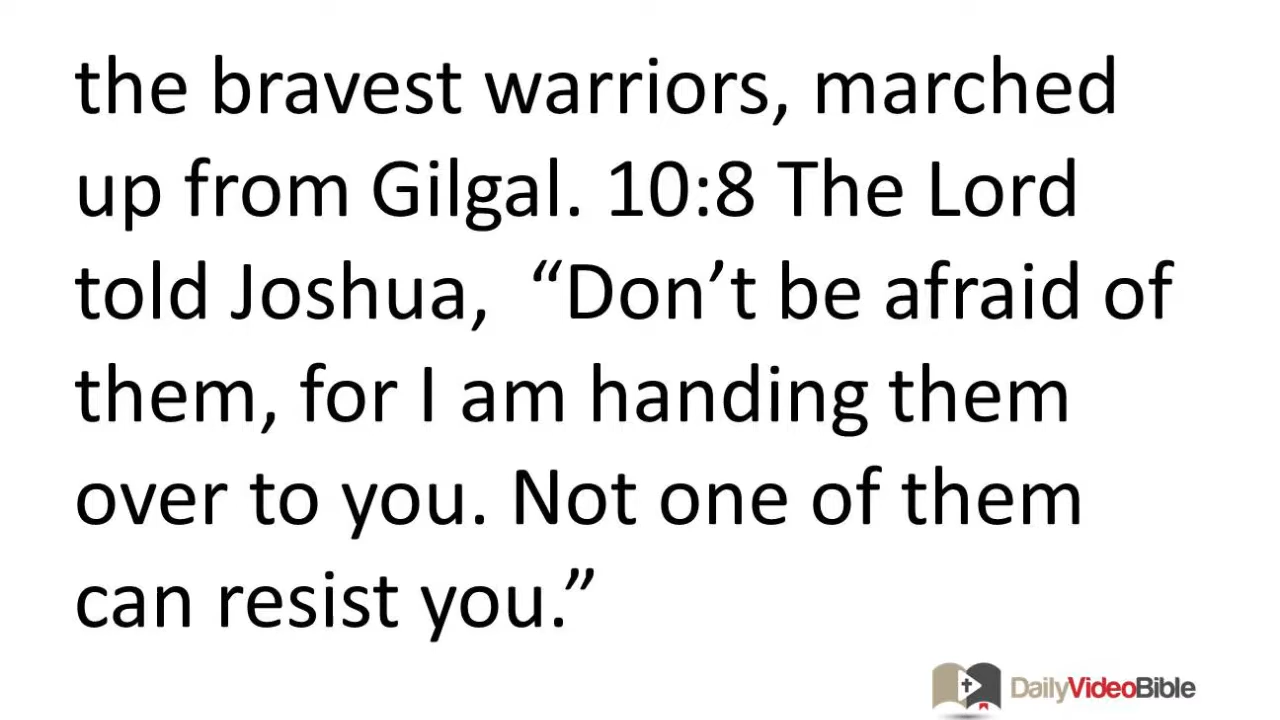 the bravest warriors, marched
up from Gilgal. 10:8 The Lord
told Joshua,  “Don’t be afraid of
them, for I am handing them
over to you. Not one of them
can resist you.”
DailyVideoBible